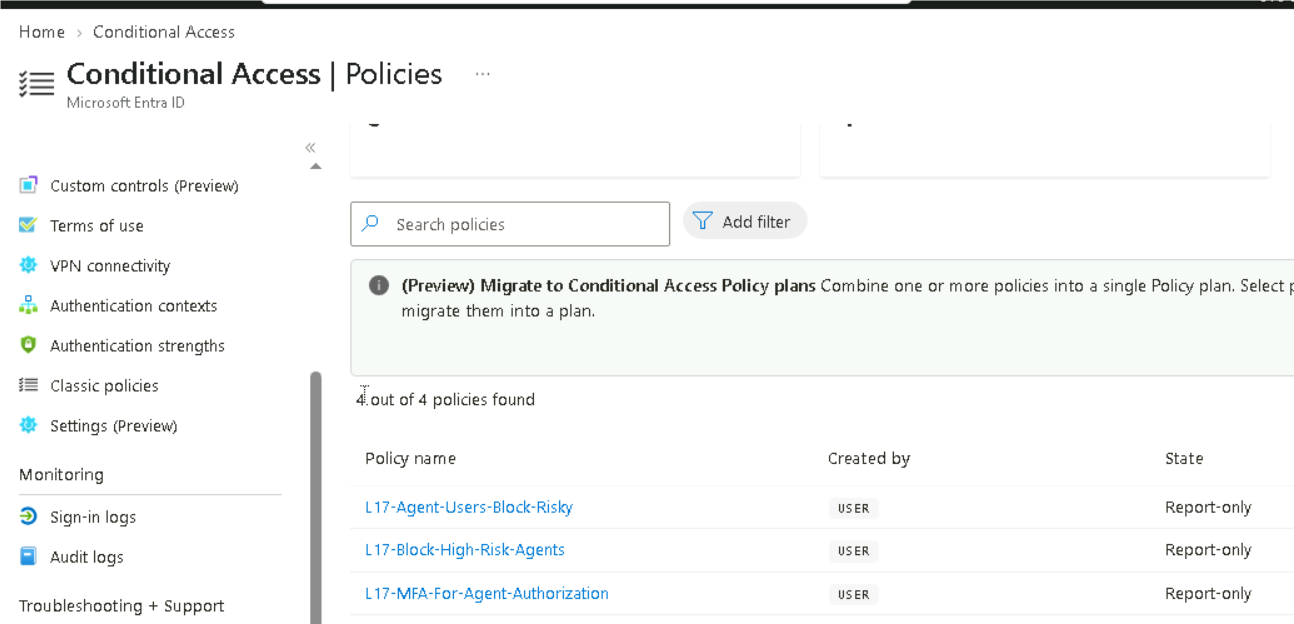 Home > Conditional Access
Conditional Access | Policies ...
Microsoft Entra ID
«
Custom controls (Preview)
Terms of use
VPN connectivity
Authentication contexts
Authentication strengths
Classic policies
Settings (Preview)
Monitoring
Sign-in logs
Audit logs
Troubleshooting + Support
Search policies
Add filter
(Preview) Migrate to Conditional Access Policy plans Combine one or more policies into a single Policy plan. Select
migrate them into a plan.
4 out of 4 policies found
Policy name Created by State
L17-Agent-Users-Block-Risky USER Report-only
L17-Block-High-Risk-Agents USER Report-only
L17-MFA-For-Agent-Authorization USER Report-only